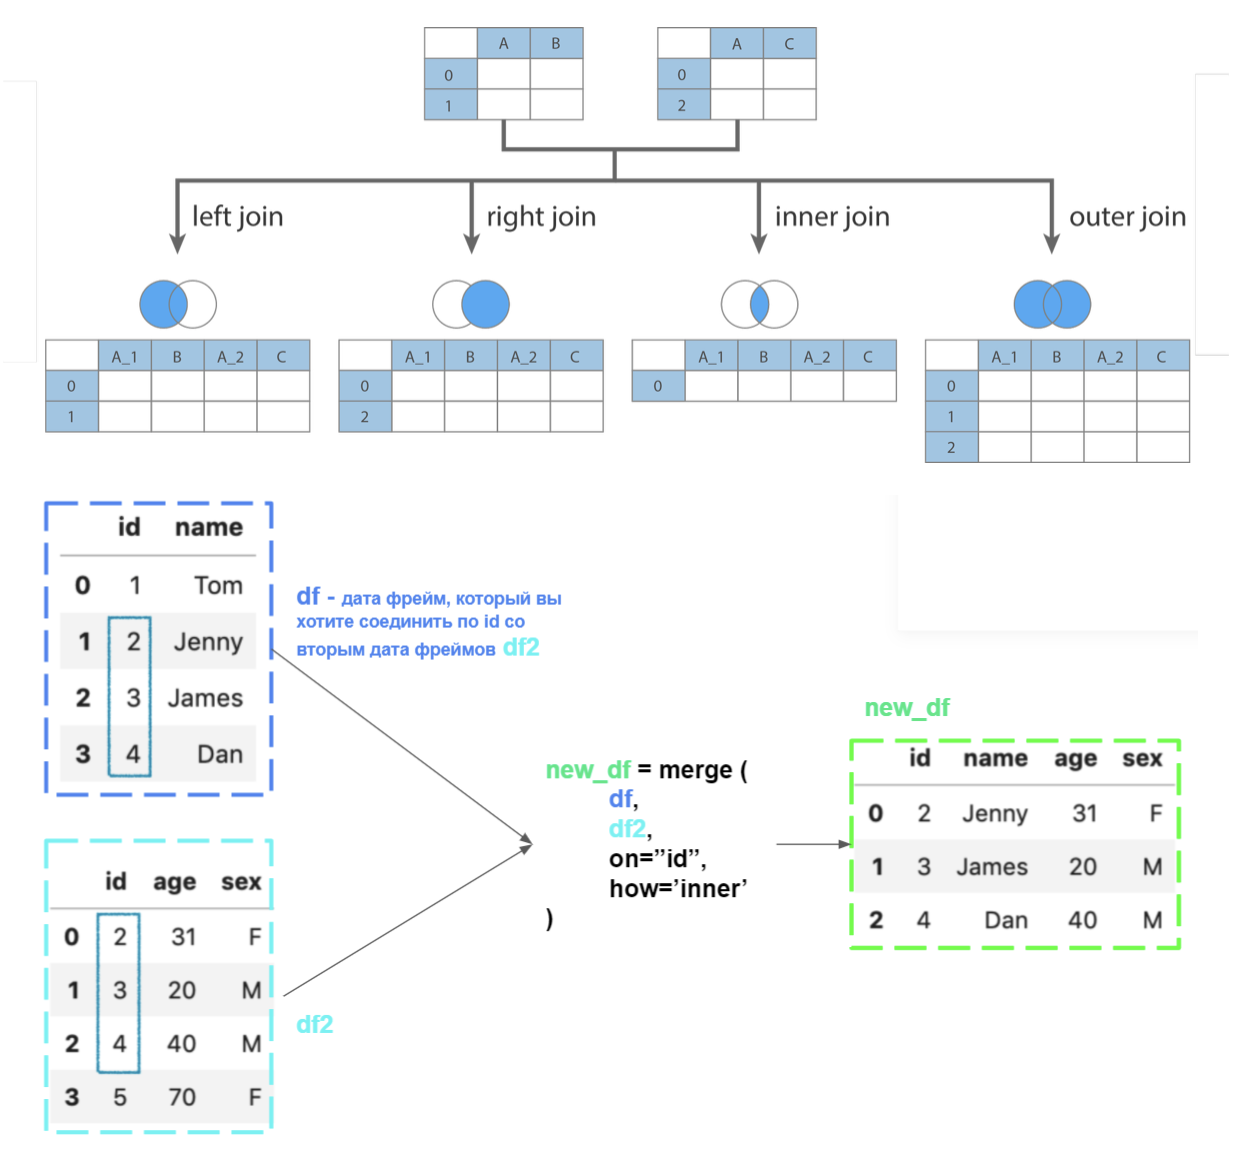 A B
0
1
A C
0
2
left join
right join
inner join
outer join
A_1 B A_2 C
0
1
A_1 B A_2 C
0
2
A_1 B A_2 C
0
A_1 B A_2 C
0
1
2
id name
0 1 Tom
1 2 Jenny
2 3 James
3 4 Dan
df - дата фрейм, который вы
хотите соединить по id со
вторым дата фреймов df2
id age sex
0 2 31 F
1 3 20 M
2 4 40 M
3 5 70 F
df2
new_df = merge (
df,
df2,
on=”id”,
how=’inner’
)
new_df
id name age sex
0 2 Jenny 31 F
1 3 James 20 M
2 4 Dan 40 M